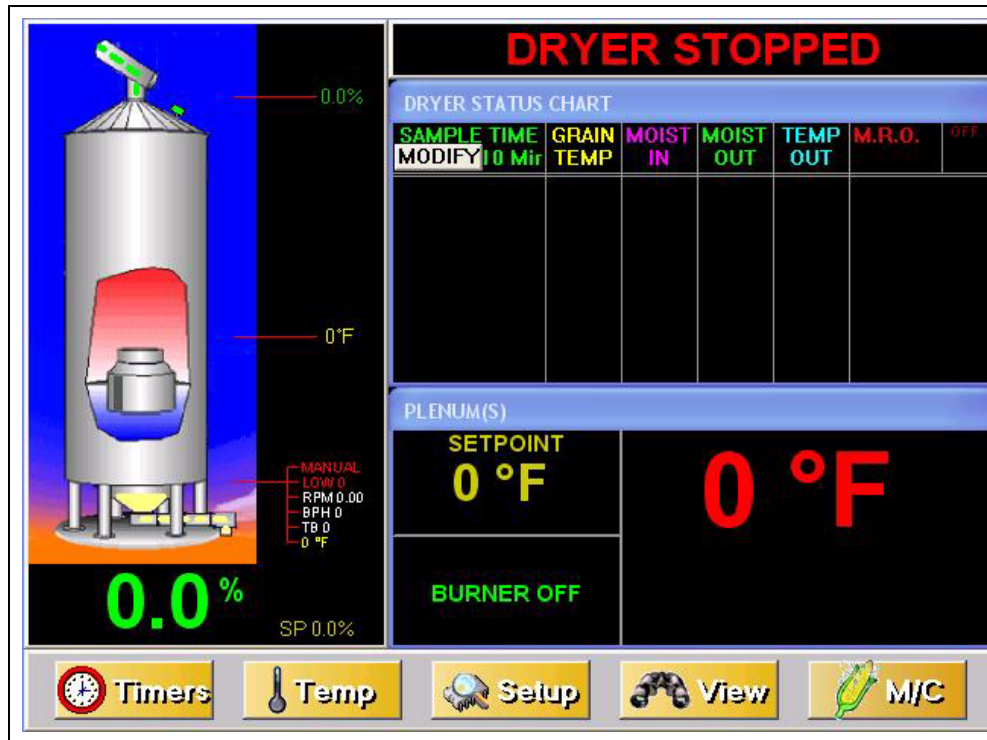 DRYER STOPPED
0.0%
0°F
MANUAL
LOW 0
RPM 0.00
BPH 0
TB 0
0 °F
0.0%
SP 0.0%
DRYER STATUS CHART
SAMPLE TIME GRAIN MOIST MOIST TEMP M.R.O. OFF
MODIFY 10 Mir TEMP IN OUT OUT
PLENUM(S)
SETPOINT
0 °F
0 °F
BURNER OFF
Timers Temp Setup View M/C